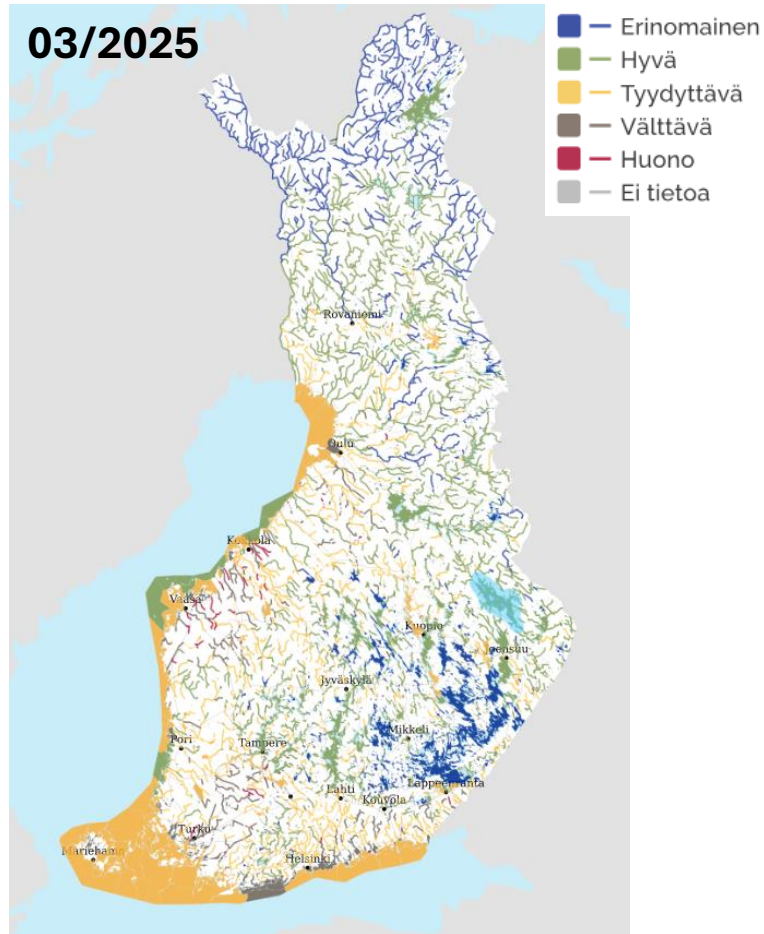 03/2025
Erinomainen
Hyvä
Tyydyttävä
Välttävä
Huono
Ei tietoa
Rovaniemi
Oulu
Kokkola
Vaasa
Kuopio
Joensuu
Jyväskylä
Mikkeli
Pori
Tampere
Lappeenranta
Lahti
Kouvola
Turku
Mariehamn
Helsinki